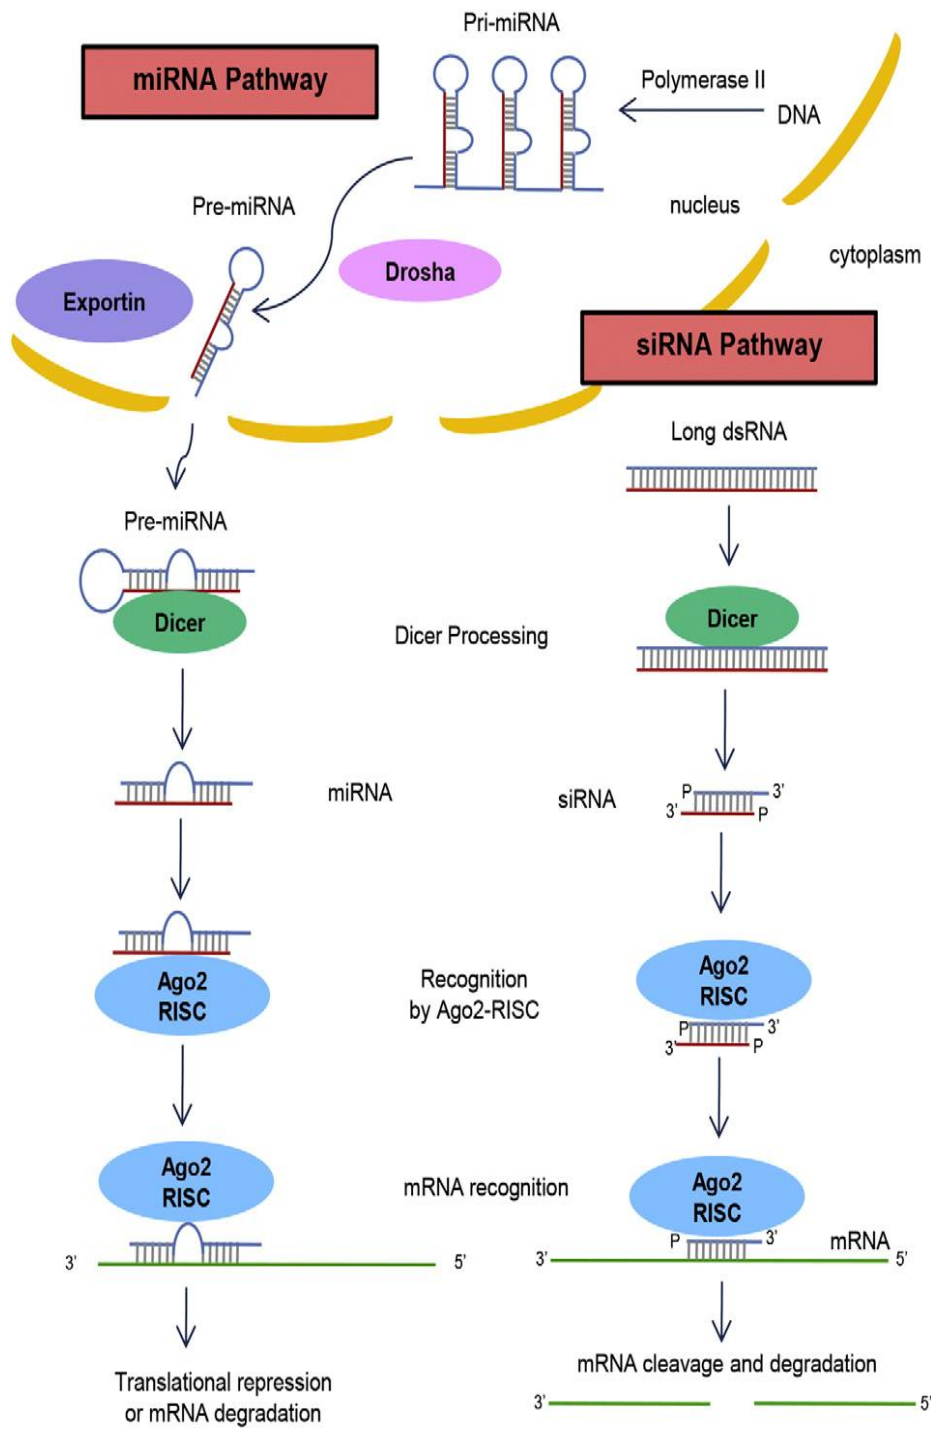 Pri-miRNA
miRNA Pathway
Polymerase II
DNA
Pre-miRNA
nucleus
cytoplasm
Exportin
Drosha
siRNA Pathway
Long dsRNA
Pre-miRNA
Dicer
Dicer Processing
Dicer
miRNA
siRNA
P
3'
3'
P
Ago2
RISC
Recognition
by Ago2-RISC
Ago2
RISC
P
3'
3'
P
Ago2
RISC
mRNA recognition
Ago2
RISC
P
3'
mRNA
3'
5'
3'
5'
Translational repression
or mRNA degradation
mRNA cleavage and degradation
3'
5'